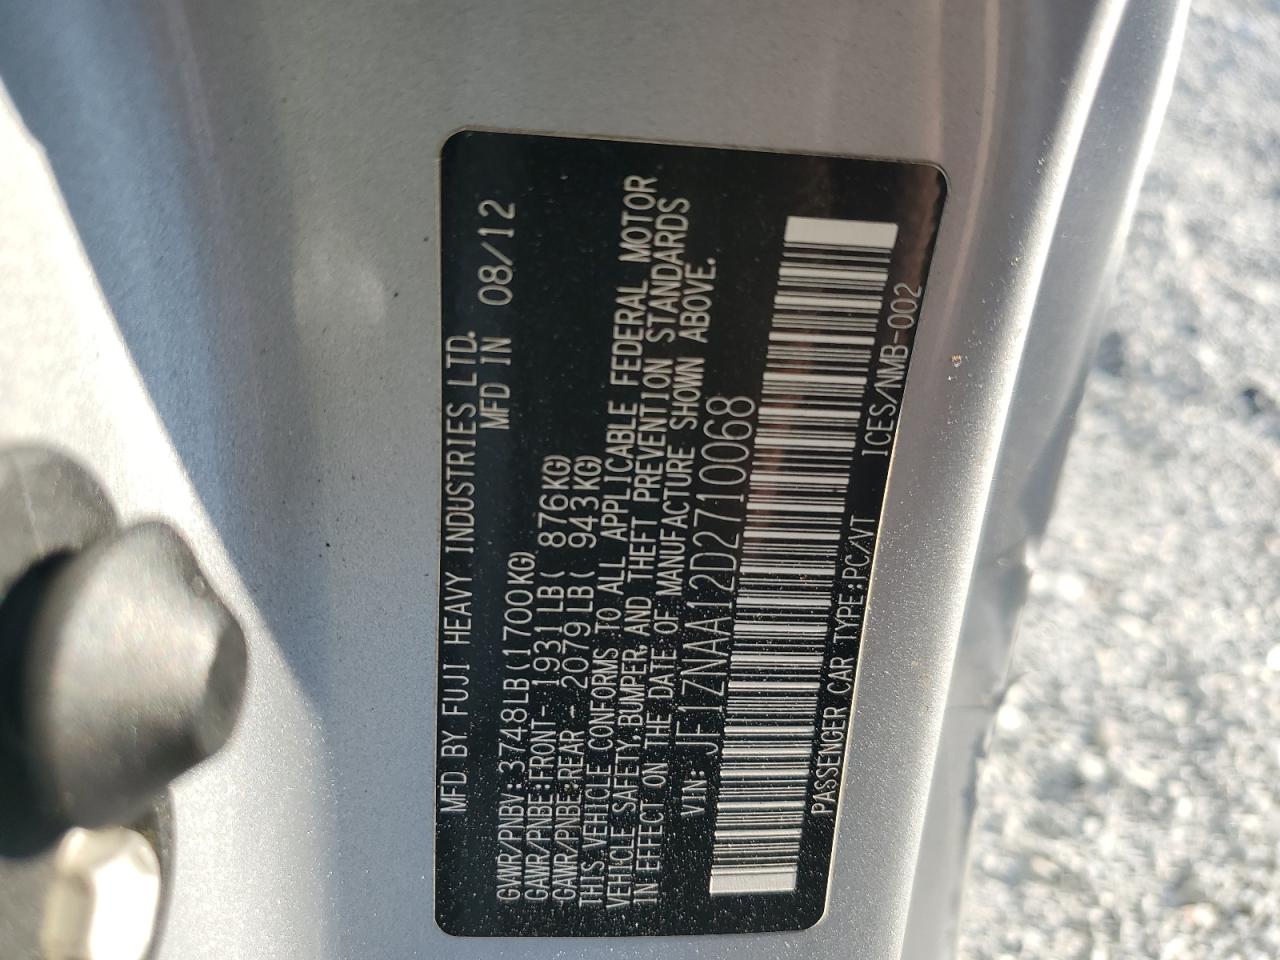 MFD BY FUJI HEAVY INDUSTRIES LTD.
MFD IN 08/12
GVWR/PNBV:3748LB(1700KG)
GAWR/PNBE:FRONT- 1931LB( 876KG)
GAWR/PNBE:REAR - 2079LB( 943KG)
THIS VEHICLE CONFORMS TO ALL APPLICABLE FEDERAL MOTOR
VEHICLE SAFETY,BUMPER,AND THEFT PREVENTION STANDARDS
IN EFFECT ON THE DATE OF MANUFACTURE SHOWN ABOVE.
VIN:JF1ZNAA12D2710068
PASSENGER CAR TYPE:PC/VT ICES/NMB-002